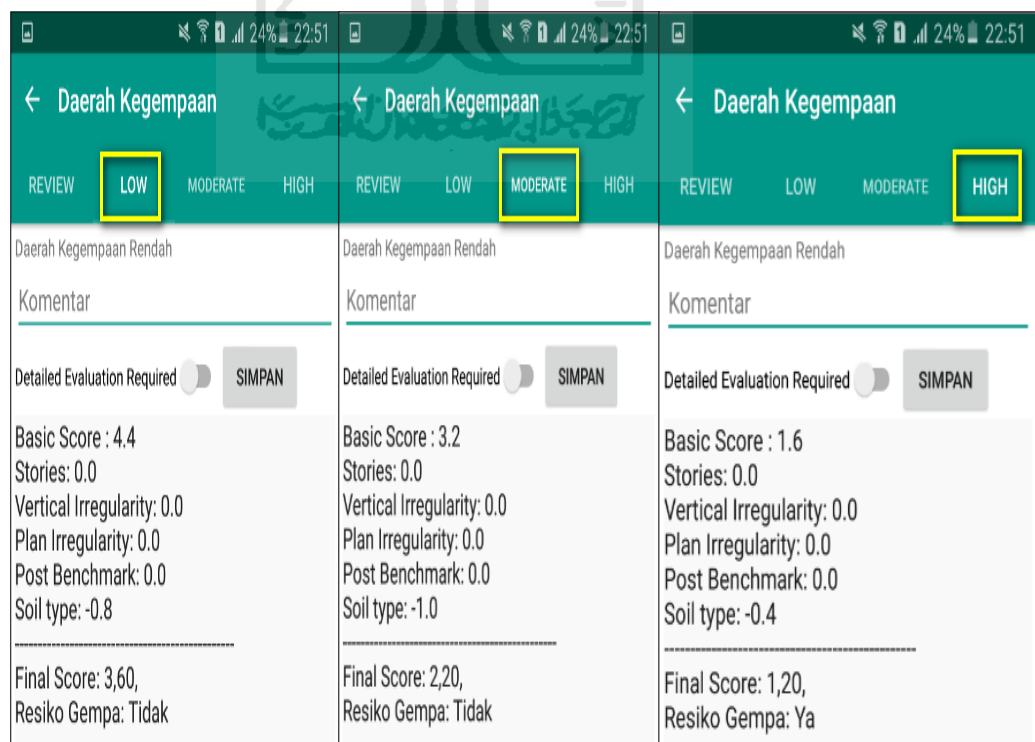 24% 22:51
Daerah Kegempaan
REVIEW LOW MODERATE HIGH
Daerah Kegempaan Rendah
Komentar
Detailed Evaluation Required SIMPAN
Basic Score : 4.4
Stories: 0.0
Vertical Irregularity: 0.0
Plan Irregularity: 0.0
Post Benchmark: 0.0
Soil type: -0.8
Final Score: 3,60,
Resiko Gempa: Tidak
1 24% 22:51
Daerah Kegempaan
REVIEW LOW MODERATE HIGH
Daerah Kegempaan Rendah
Komentar
Detailed Evaluation Required SIMPAN
Basic Score : 3.2
Stories: 0.0
Vertical Irregularity: 0.0
Plan Irregularity: 0.0
Post Benchmark: 0.0
Soil type: -1.0
Final Score: 2,20,
Resiko Gempa: Tidak
1 24% 22:51
Daerah Kegempaan
REVIEW LOW MODERATE HIGH
Daerah Kegempaan Rendah
Komentar
Detailed Evaluation Required SIMPAN
Basic Score : 1.6
Stories: 0.0
Vertical Irregularity: 0.0
Plan Irregularity: 0.0
Post Benchmark: 0.0
Soil type: -0.4
Final Score: 1,20,
Resiko Gempa: Ya